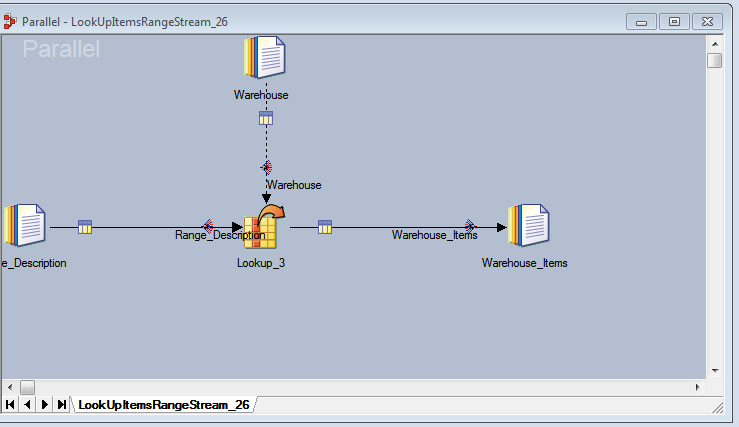 Parallel - LookUpItemsRangeStream_26
Parallel
Warehouse
Warehouse
Range_Description
Warehouse_Items
e_Description
Lookup_3
Warehouse_Items
LookUpItemsRangeStream_26